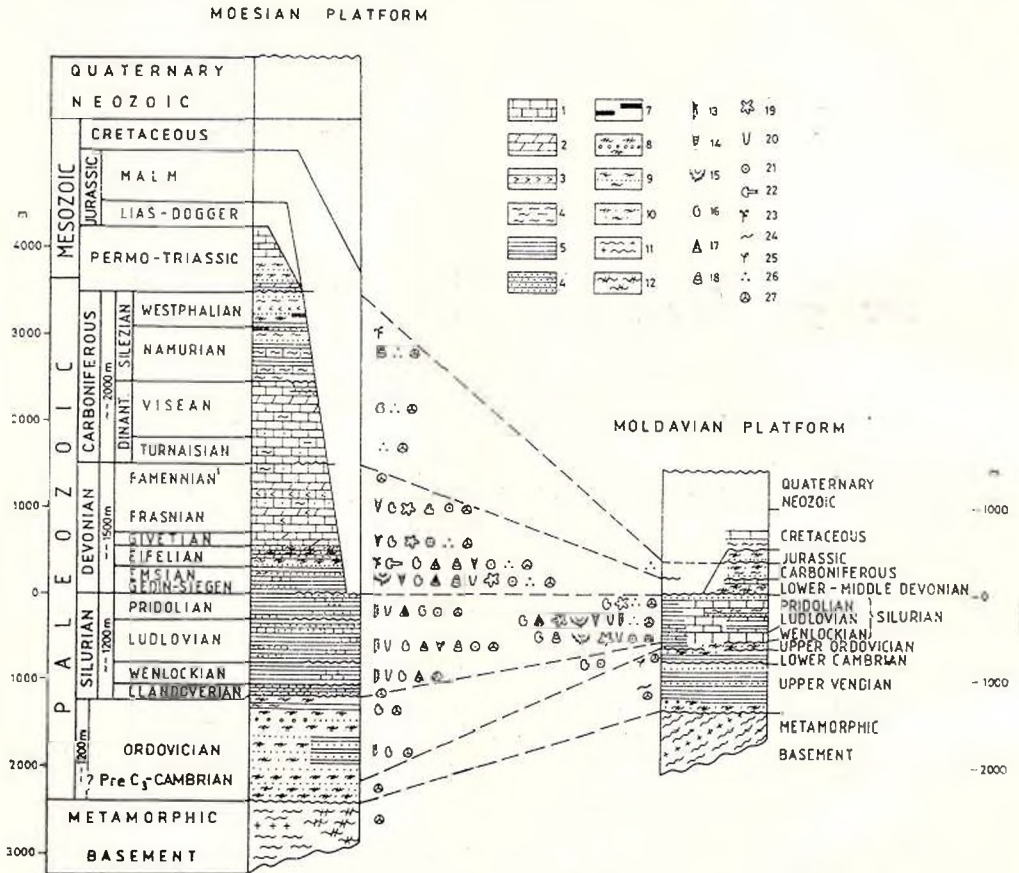 MOESIAN PLATFORM
QUATERNARY
NEOZOIC
MESOZOIC
CRETACEOUS
JURASSIC
MALM
LIAS-DOGGER
PERMO-TRIASSIC
PALEOZOIC
CARBONIFEROUS
~2000 m
SILEZIAN
WESTPHALIAN
NAMURIAN
DINANT.
VISEAN
TURNAISIAN
DEVONIAN
~1500m
FAMENNIAN
FRASNIAN
GIVETIAN
EIFELIAN
EMSIAN
GEDIN-SIEGEN
SILURIAN
~1200m
PRIDOLIAN
LUDLOVIAN
WENLOCKIAN
LLANDOVERIAN
1200m
ORDOVICIAN
? Pre C3-CAMBRIAN
METAMORPHIC
BASEMENT
m
4000
3000
2000
1000
0
1000
2000
3000
1 7 13 19
2 8 14 20
3 9 15 21
22
4 10 16 23
5 11 17 24
25
4 12 18 26
27
MOLDAVIAN PLATFORM
m
QUATERNARY
NEOZOIC
1000
CRETACEOUS
JURASSIC
CARBONIFEROUS
LOWER-MIDDLE DEVONIAN
0
PRIDOLIAN
LUDLOVIAN
WENLOCKIAN
SILURIAN
UPPER ORDOVICIAN
LOWER CAMBRIAN
UPPER VENDIAN
1000
METAMORPHIC
BASEMENT
2000